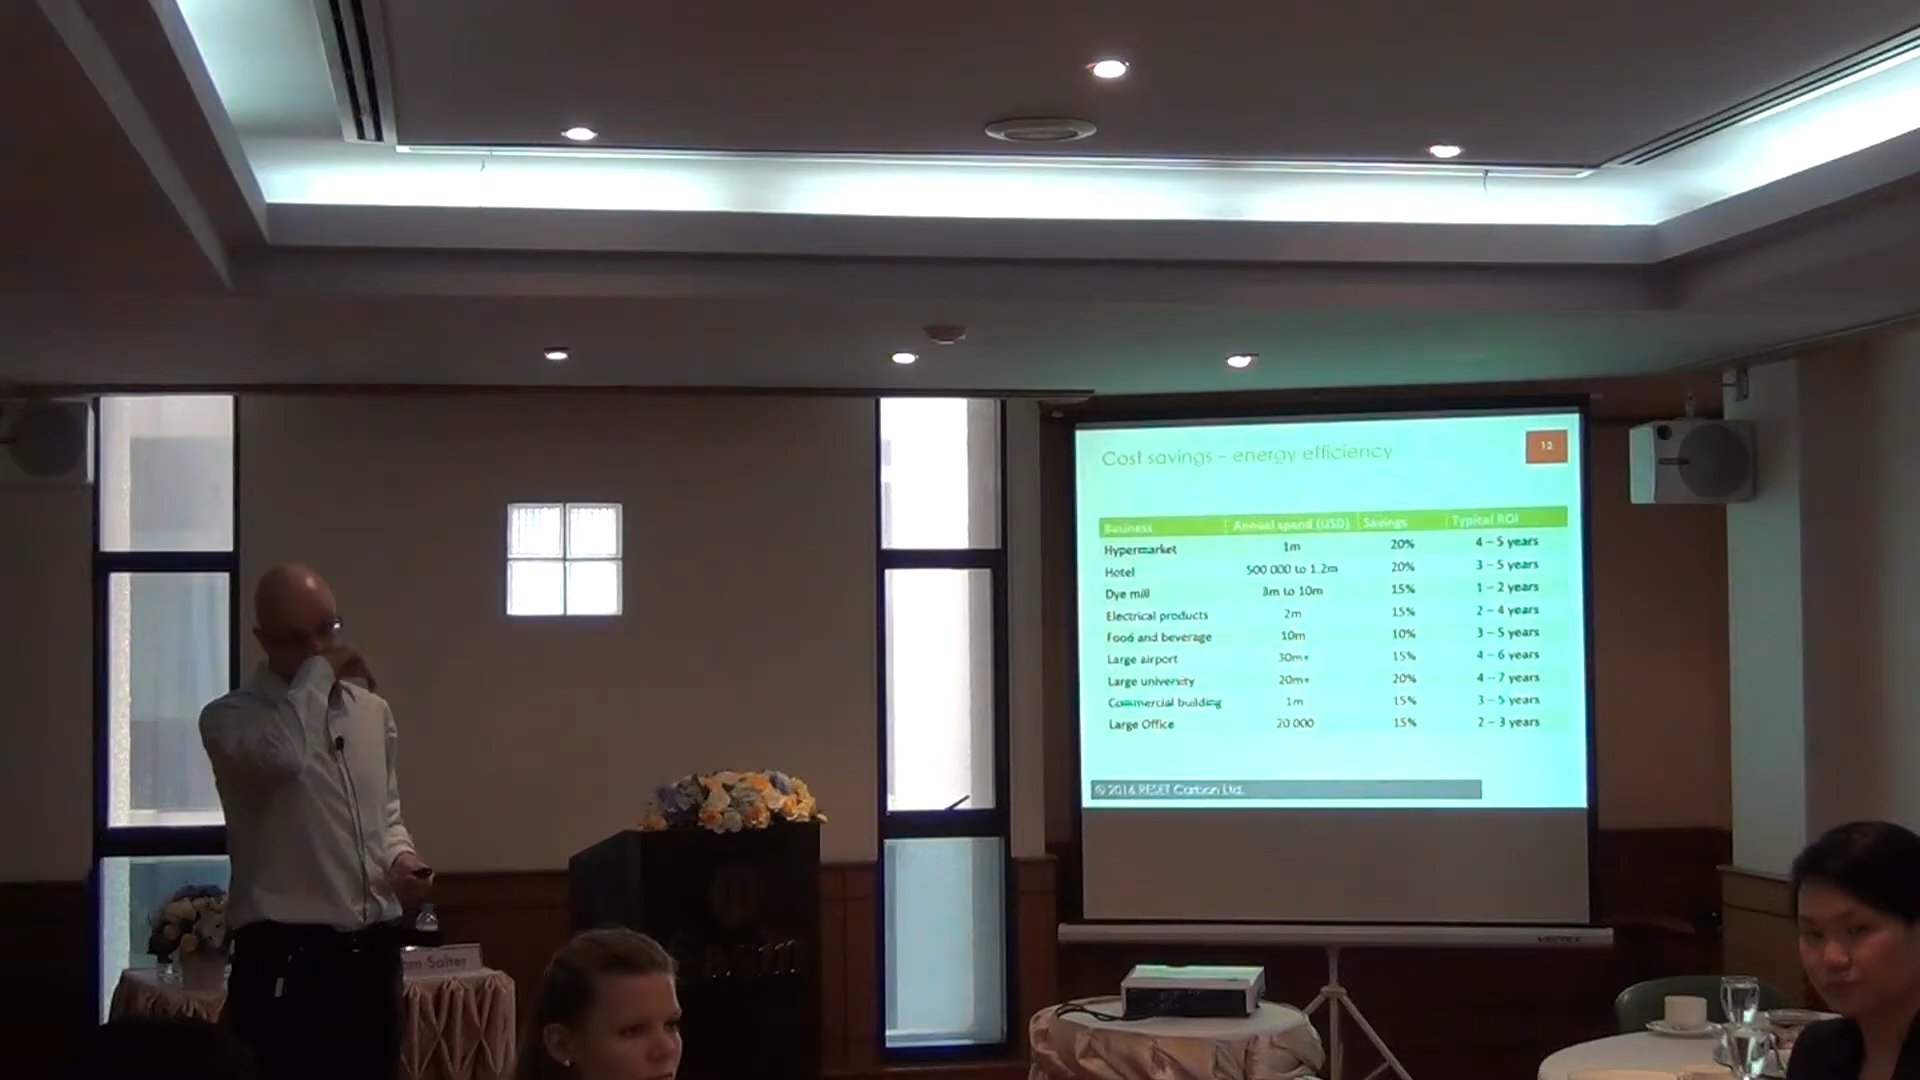 Cost savings – energy efficiency
12
Business Annual spend (USD) Savings Typical ROI
Hypermarket 1m 20% 4 – 5 years
Hotel 500 000 to 1.2m 20% 3 – 5 years
Dye mill 3m to 10m 15% 1 – 2 years
Electrical products 2m 15% 2 – 4 years
Food and beverage 10m 10% 3 – 5 years
Large airport 30m+ 15% 4 – 6 years
Large university 20m+ 20% 4 – 7 years
Commercial building 1m 15% 3 – 5 years
Large Office 20 000 15% 2 – 3 years
© 2016 RESET Carbon Ltd.
Salter